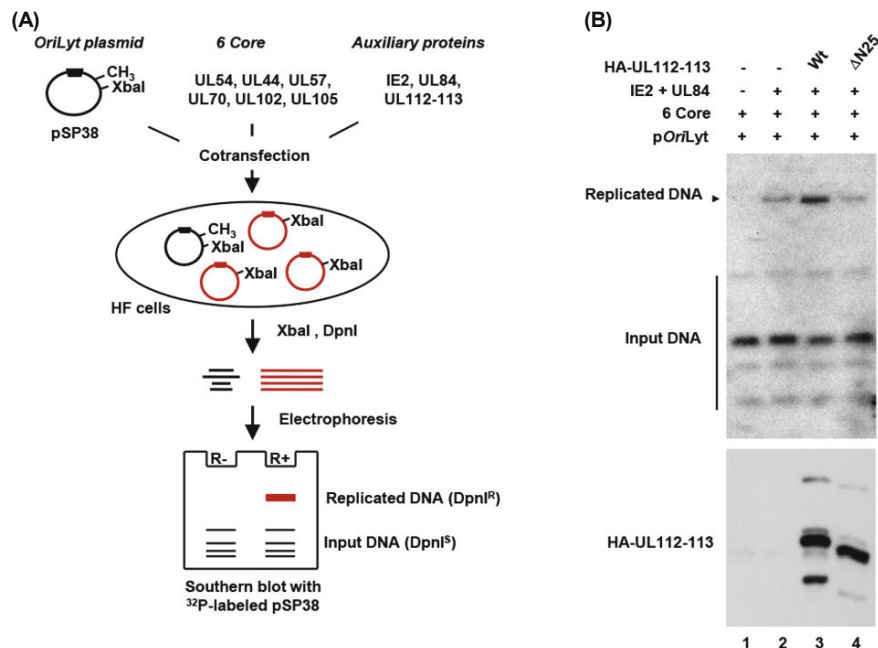 (A)
OriLyt plasmid
CH3
XbaI
pSP38
6 Core
UL54, UL44, UL57,
UL70, UL102, UL105
Auxiliary proteins
IE2, UL84,
UL112-113
Cotransfection
CH3
XbaI
XbaI
XbaI
XbaI
HF cells
XbaI , DpnI
Electrophoresis
R-
R+
Replicated DNA (DpnIᴿ)
Input DNA (DpnIˢ)
Southern blot with
³²P-labeled pSP38
(B)
HA-UL112-113 - - Wt ΔN25
IE2 + UL84 - + + +
6 Core + + + +
pOriLyt + + + +
Replicated DNA
Input DNA
HA-UL112-113
1 2 3 4